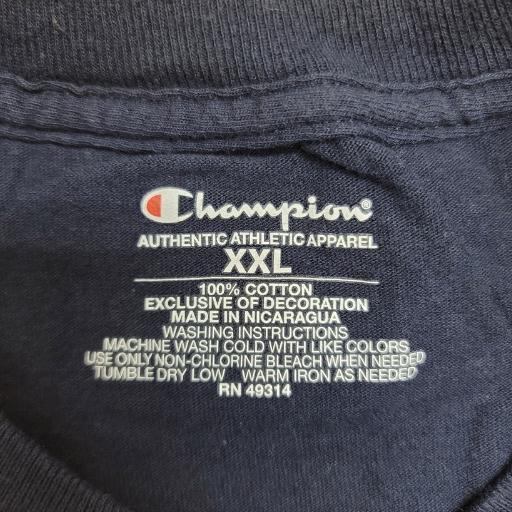 Champion®
AUTHENTIC ATHLETIC APPAREL
XXL
100% COTTON
EXCLUSIVE OF DECORATION
MADE IN NICARAGUA
WASHING INSTRUCTIONS
MACHINE WASH COLD WITH LIKE COLORS
USE ONLY NON-CHLORINE BLEACH WHEN NEEDED
TUMBLE DRY LOW WARM IRON AS NEEDED
RN 49314